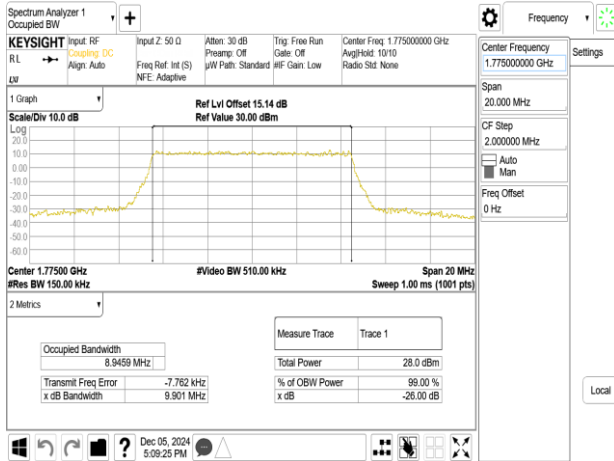 Spectrum Analyzer 1
Occupied BW
Frequency
KEYSIGHT
RL
LXI
Input: RF
Coupling: DC
Align: Auto
Input Z: 50 Ω
Freq Ref: Int (S)
NFE: Adaptive
Atten: 30 dB
Preamp: Off
µW Path: Standard
Trig: Free Run
Gate: Off
#IF Gain: Low
Center Freq: 1.775000000 GHz
Avg|Hold: 10/10
Radio Std: None
Center Frequency
1.775000000 GHz
Settings
Span
20.000 MHz
CF Step
2.000000 MHz
Auto
Man
Freq Offset
0 Hz
Local
1 Graph
Scale/Div 10.0 dB
Ref Lvl Offset 15.14 dB
Ref Value 30.00 dBm
Log
20.0
10.0
0.00
-10.0
-20.0
-30.0
-40.0
-50.0
-60.0
Center 1.77500 GHz
#Res BW 150.00 kHz
#Video BW 510.00 kHz
Span 20 MHz
Sweep 1.00 ms (1001 pts)
2 Metrics
Measure Trace Trace 1
Occupied Bandwidth
8.9459 MHz
Total Power 28.0 dBm
Transmit Freq Error -7.762 kHz
% of OBW Power 99.00 %
x dB Bandwidth 9.901 MHz
x dB -26.00 dB
?
Dec 05, 2024
5:09:25 PM